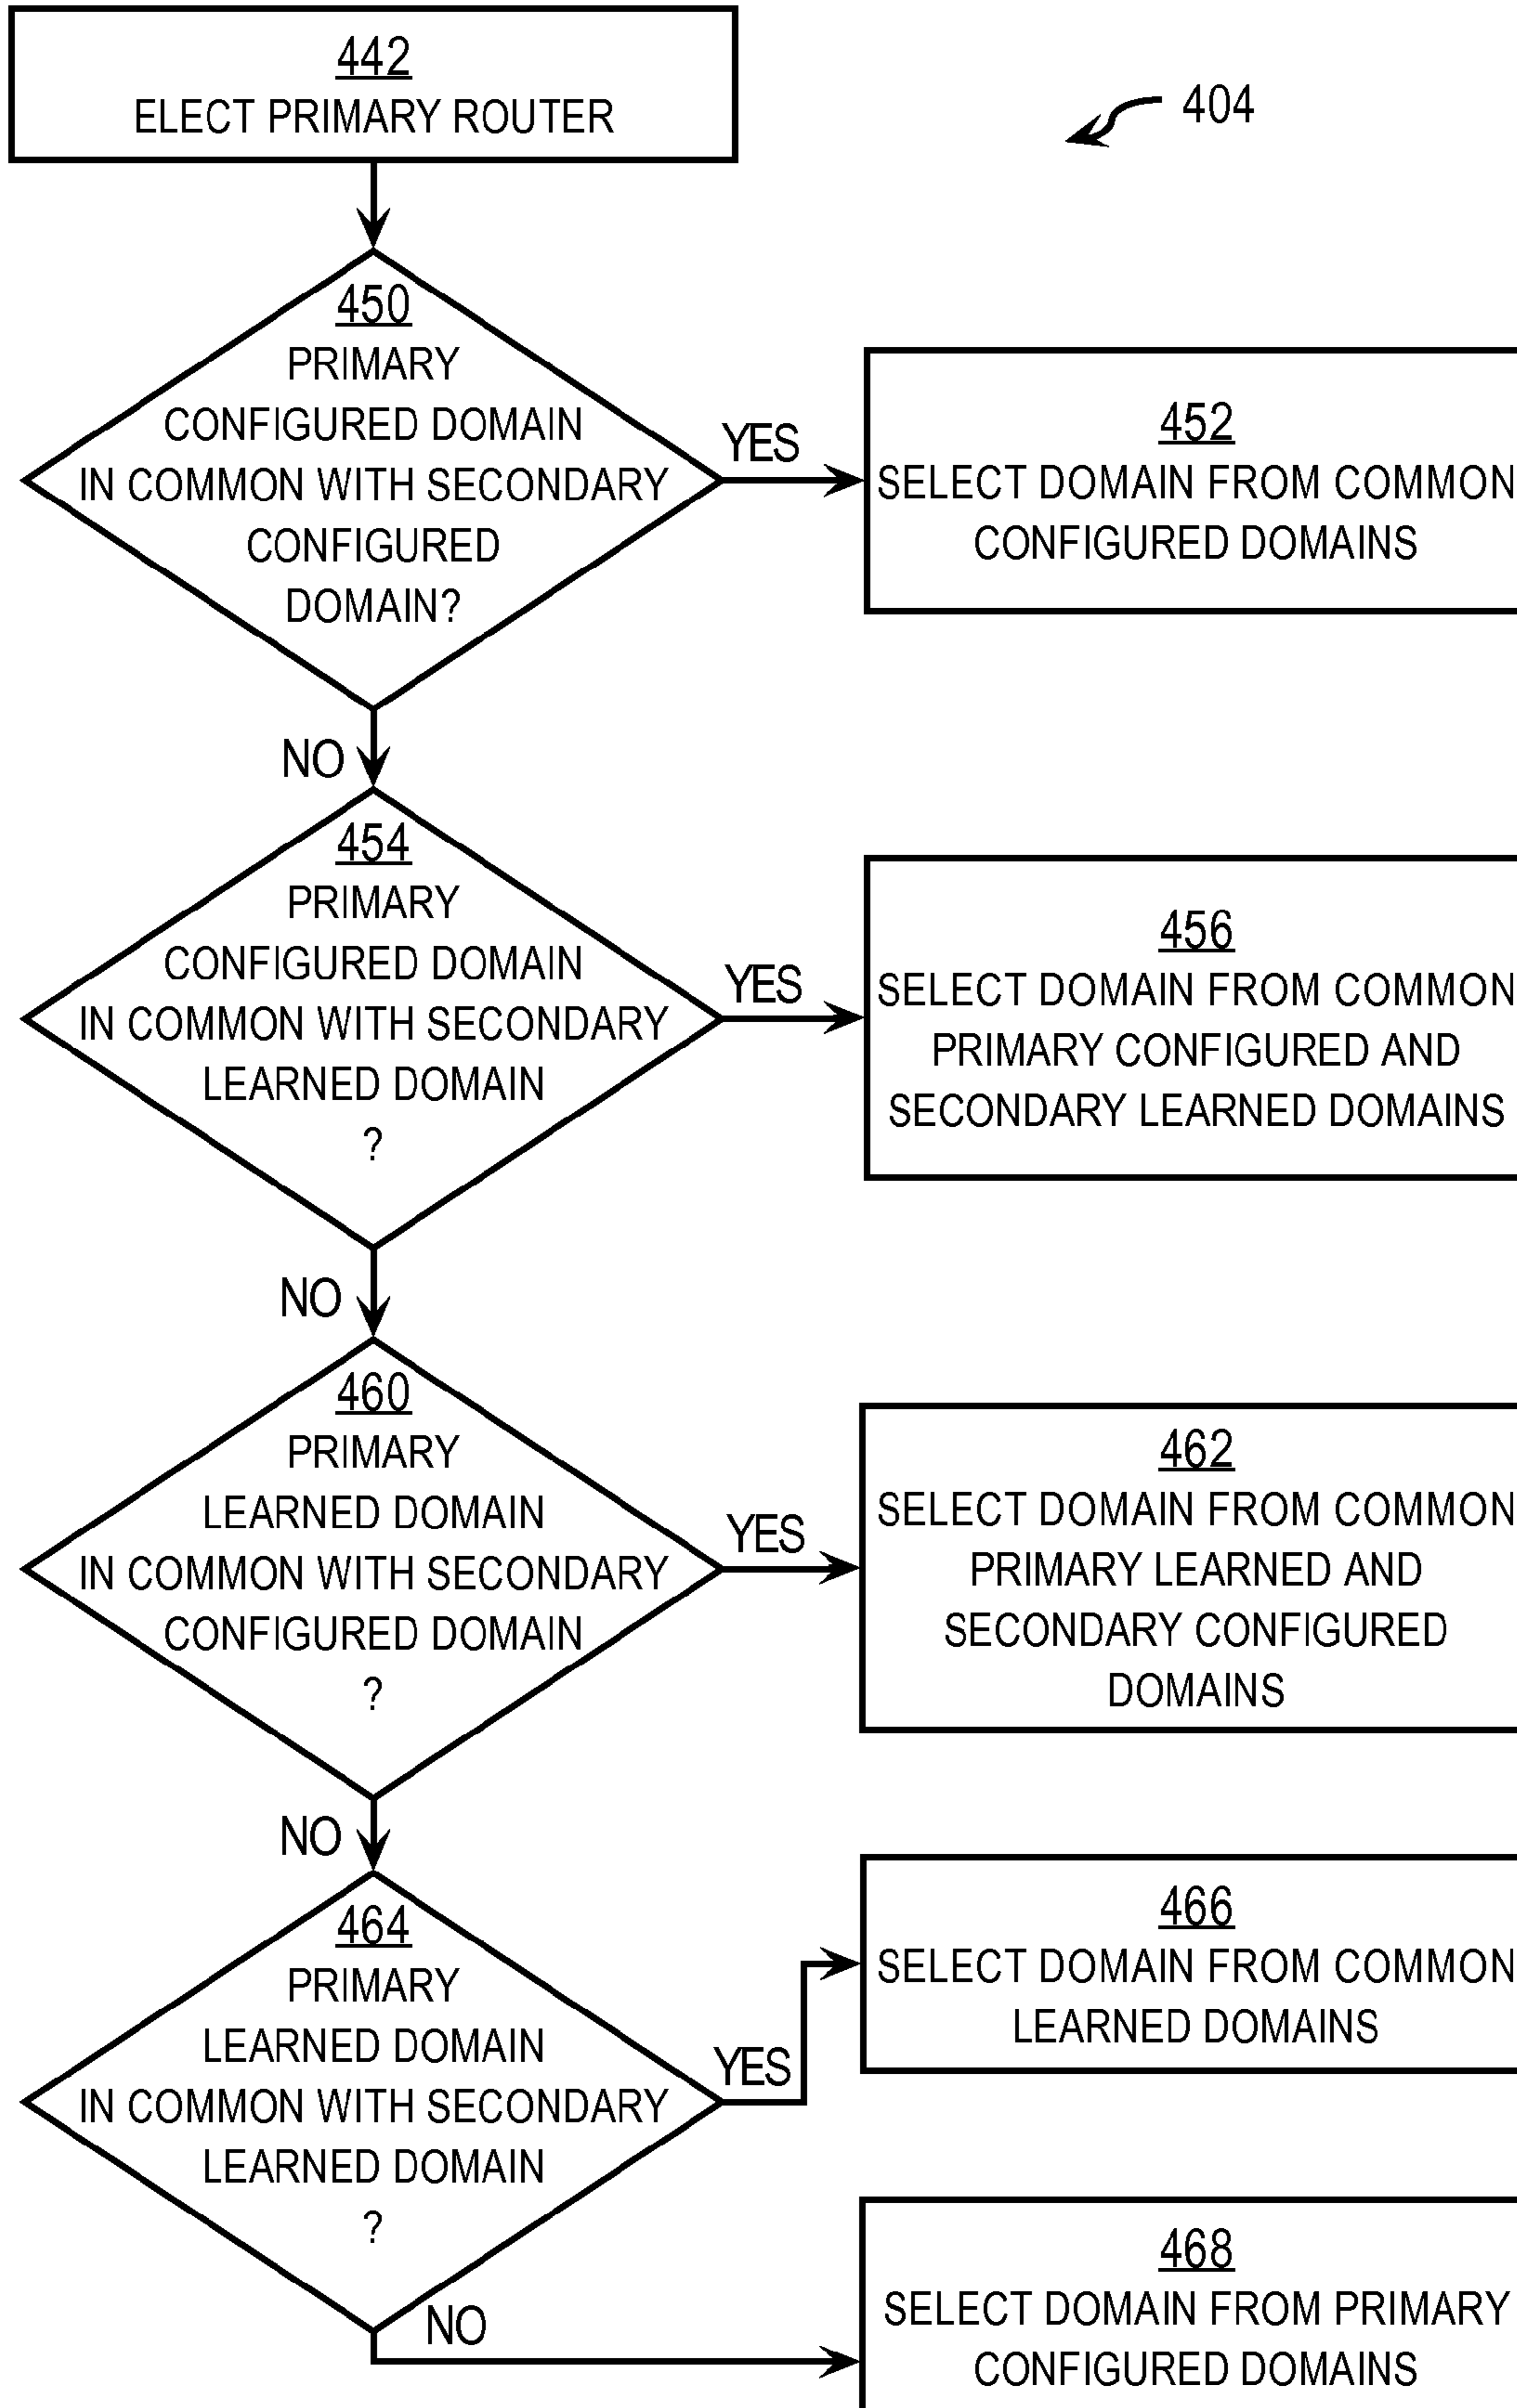 442
ELECT PRIMARY ROUTER
404
450
PRIMARY
CONFIGURED DOMAIN
IN COMMON WITH SECONDARY
CONFIGURED
DOMAIN?
YES
452
SELECT DOMAIN FROM COMMON
CONFIGURED DOMAINS
NO
454
PRIMARY
CONFIGURED DOMAIN
IN COMMON WITH SECONDARY
LEARNED DOMAIN
?
YES
456
SELECT DOMAIN FROM COMMON
PRIMARY CONFIGURED AND
SECONDARY LEARNED DOMAINS
NO
460
PRIMARY
LEARNED DOMAIN
IN COMMON WITH SECONDARY
CONFIGURED DOMAIN
?
YES
462
SELECT DOMAIN FROM COMMON
PRIMARY LEARNED AND
SECONDARY CONFIGURED
DOMAINS
NO
464
PRIMARY
LEARNED DOMAIN
IN COMMON WITH SECONDARY
LEARNED DOMAIN
?
YES
466
SELECT DOMAIN FROM COMMON
LEARNED DOMAINS
NO
468
SELECT DOMAIN FROM PRIMARY
CONFIGURED DOMAINS